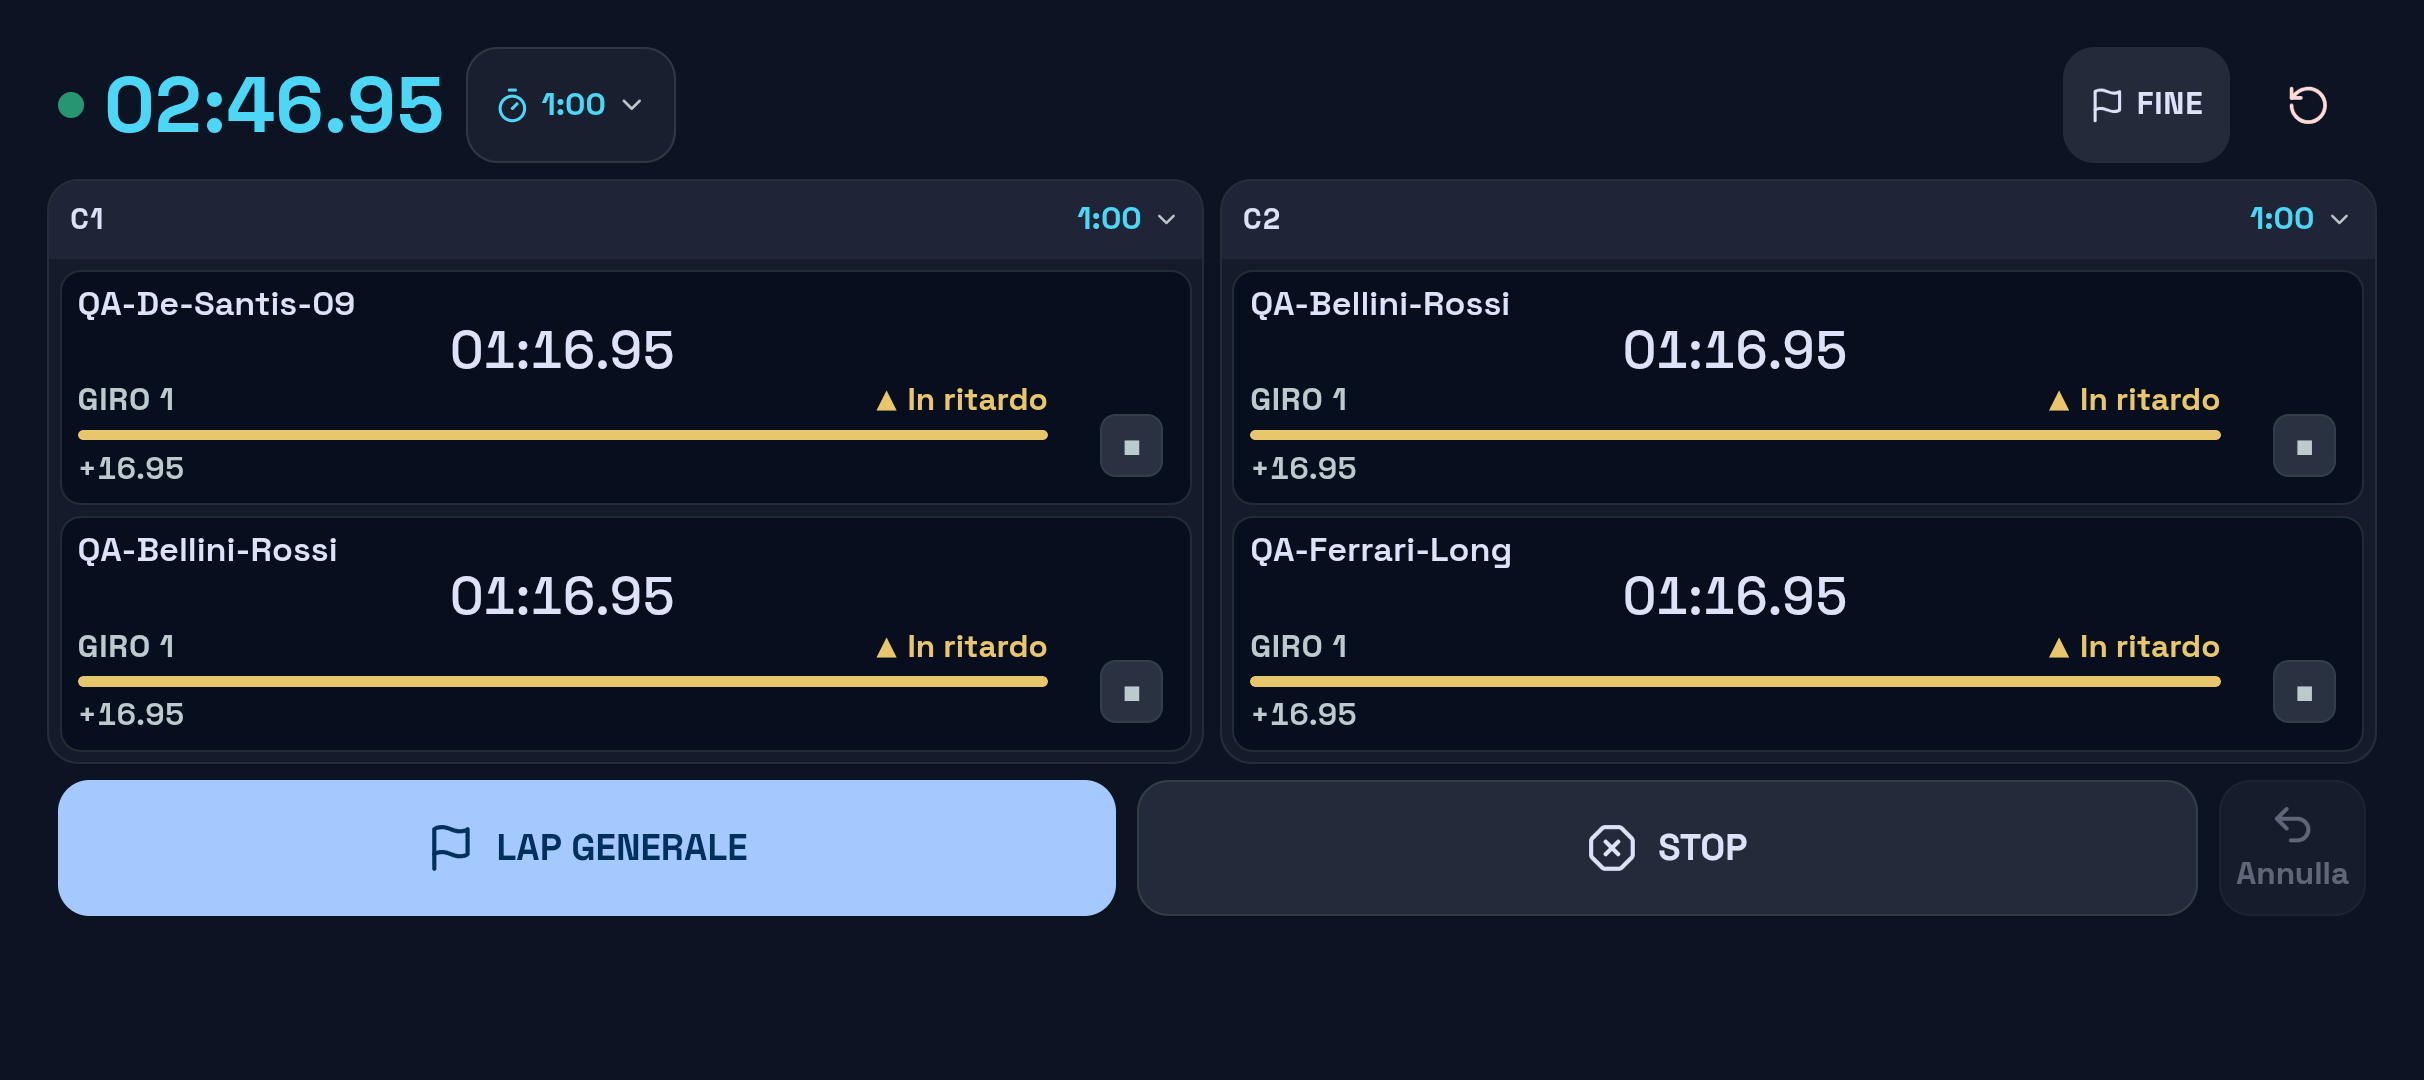 02:46.95
1:00
FINE
C1
1:00
QA-De-Santis-09
01:16.95
GIRO 1
▲ In ritardo
+16.95
QA-Bellini-Rossi
01:16.95
GIRO 1
▲ In ritardo
+16.95
C2
1:00
QA-Bellini-Rossi
01:16.95
GIRO 1
▲ In ritardo
+16.95
QA-Ferrari-Long
01:16.95
GIRO 1
▲ In ritardo
+16.95
LAP GENERALE
STOP
Annulla